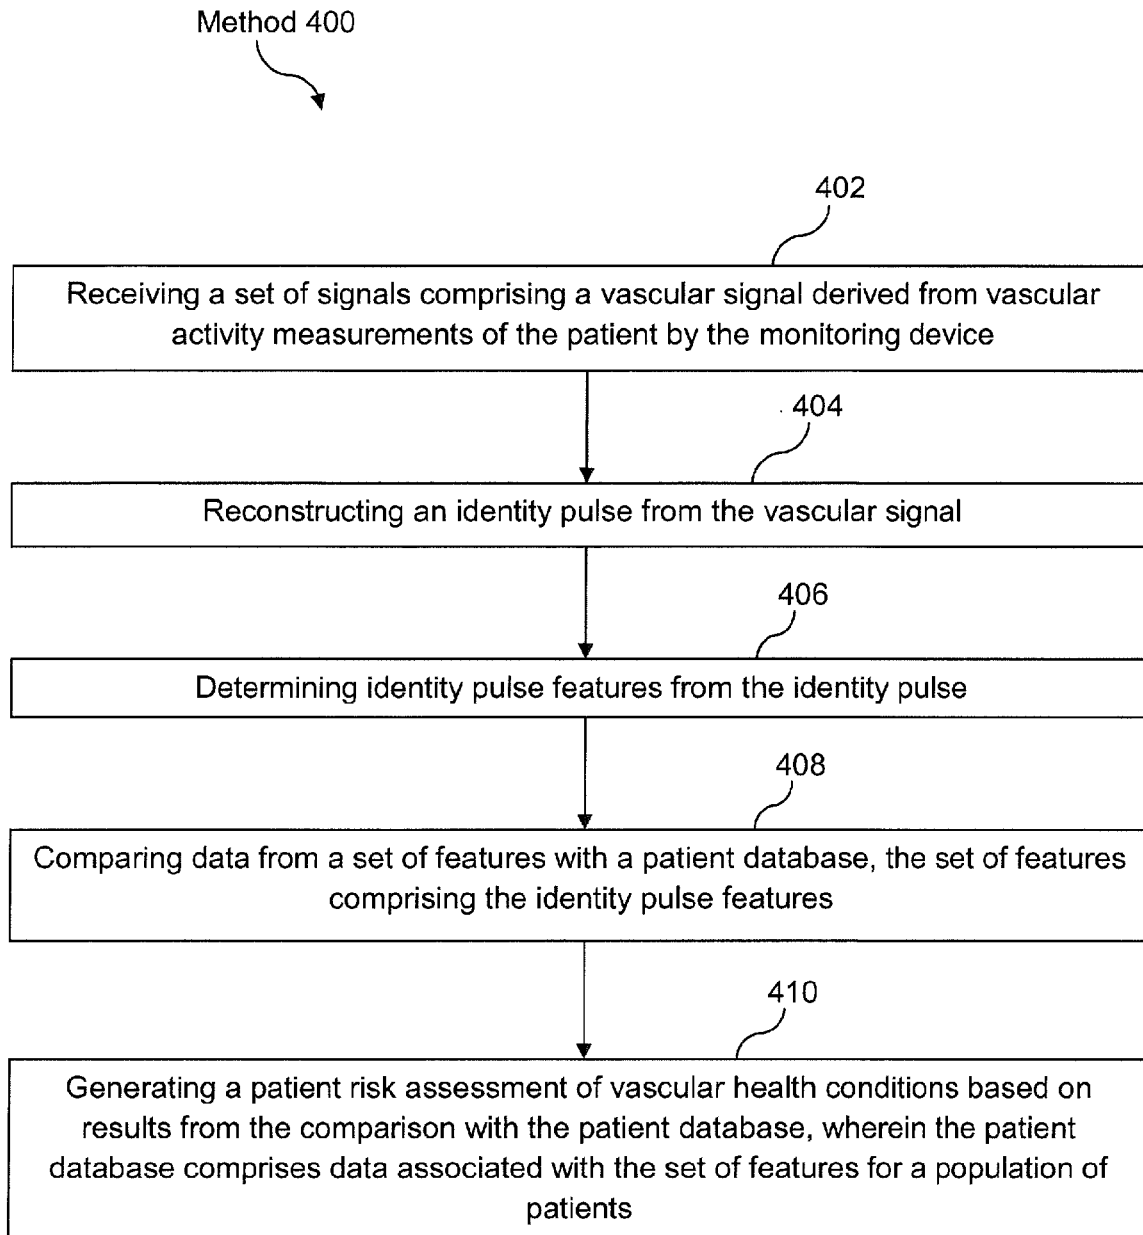 Method 400
402
Receiving a set of signals comprising a vascular signal derived from vascular
activity measurements of the patient by the monitoring device
404
Reconstructing an identity pulse from the vascular signal
406
Determining identity pulse features from the identity pulse
408
Comparing data from a set of features with a patient database, the set of features
comprising the identity pulse features
410
Generating a patient risk assessment of vascular health conditions based on
results from the comparison with the patient database, wherein the patient
database comprises data associated with the set of features for a population of
patients